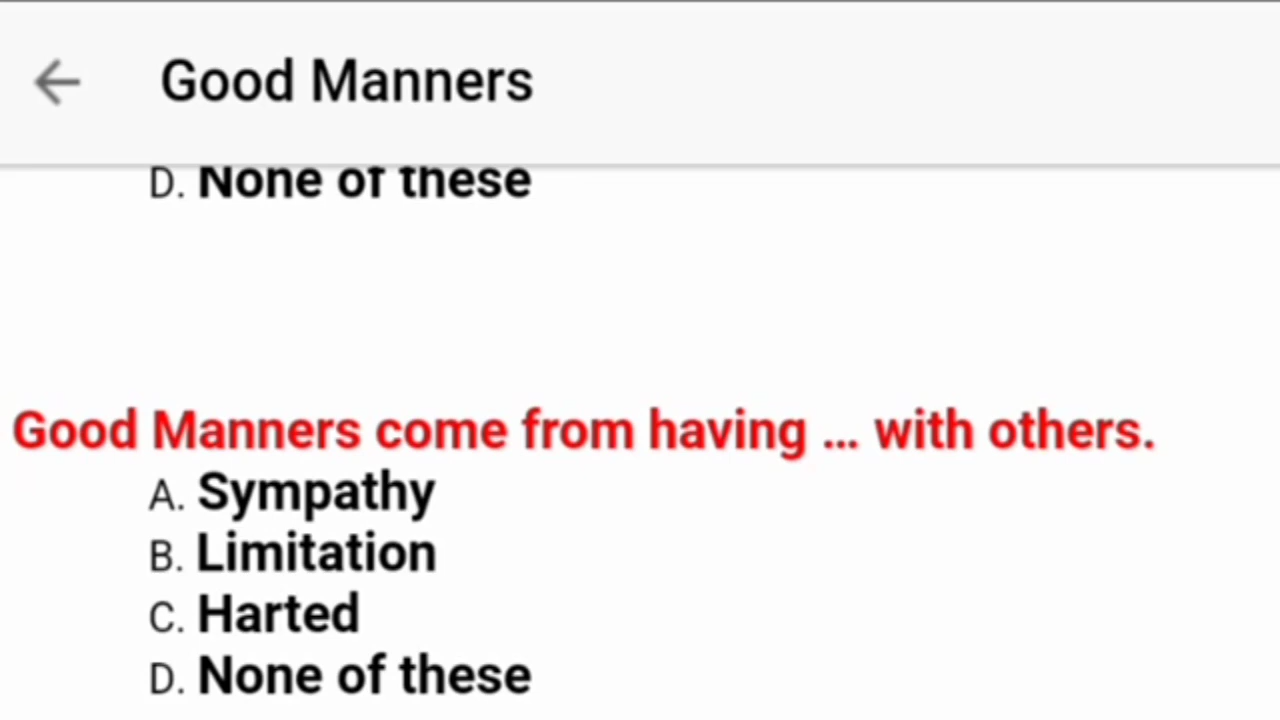 Good Manners
D. None of these
Good Manners come from having ... with others.
A. Sympathy
B. Limitation
C. Harted
D. None of these